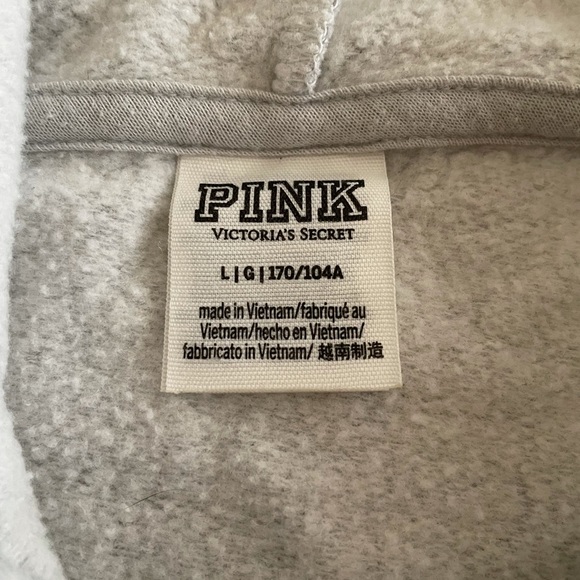 PINK
VICTORIA'S SECRET
L | G | 170/104A
made in Vietnam/fabriqué au
Vietnam/hecho en Vietnam/
fabbricato in Vietnam/ 越南制造